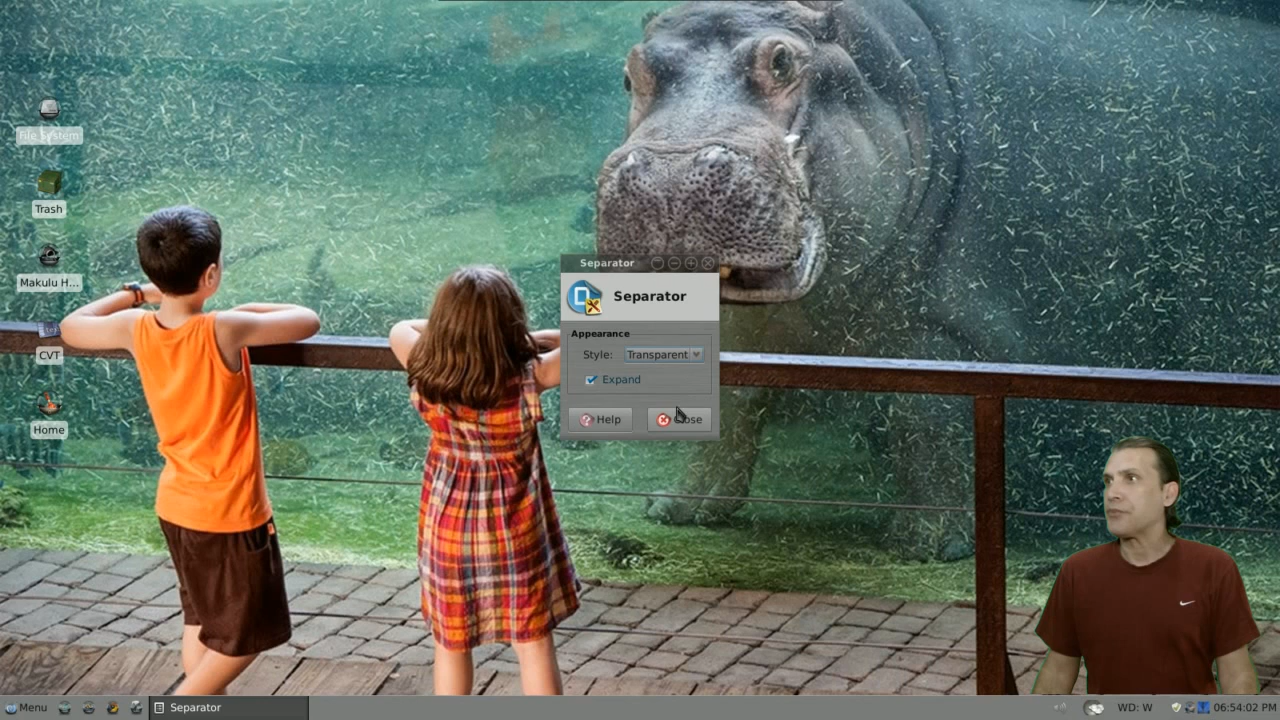 File System
Trash
Makulu H...
CVT
Home
Separator
Separator
Appearance
Style: Transparent
Expand
Help
Close
Menu
Separator
WD: W
06:54:02 PM